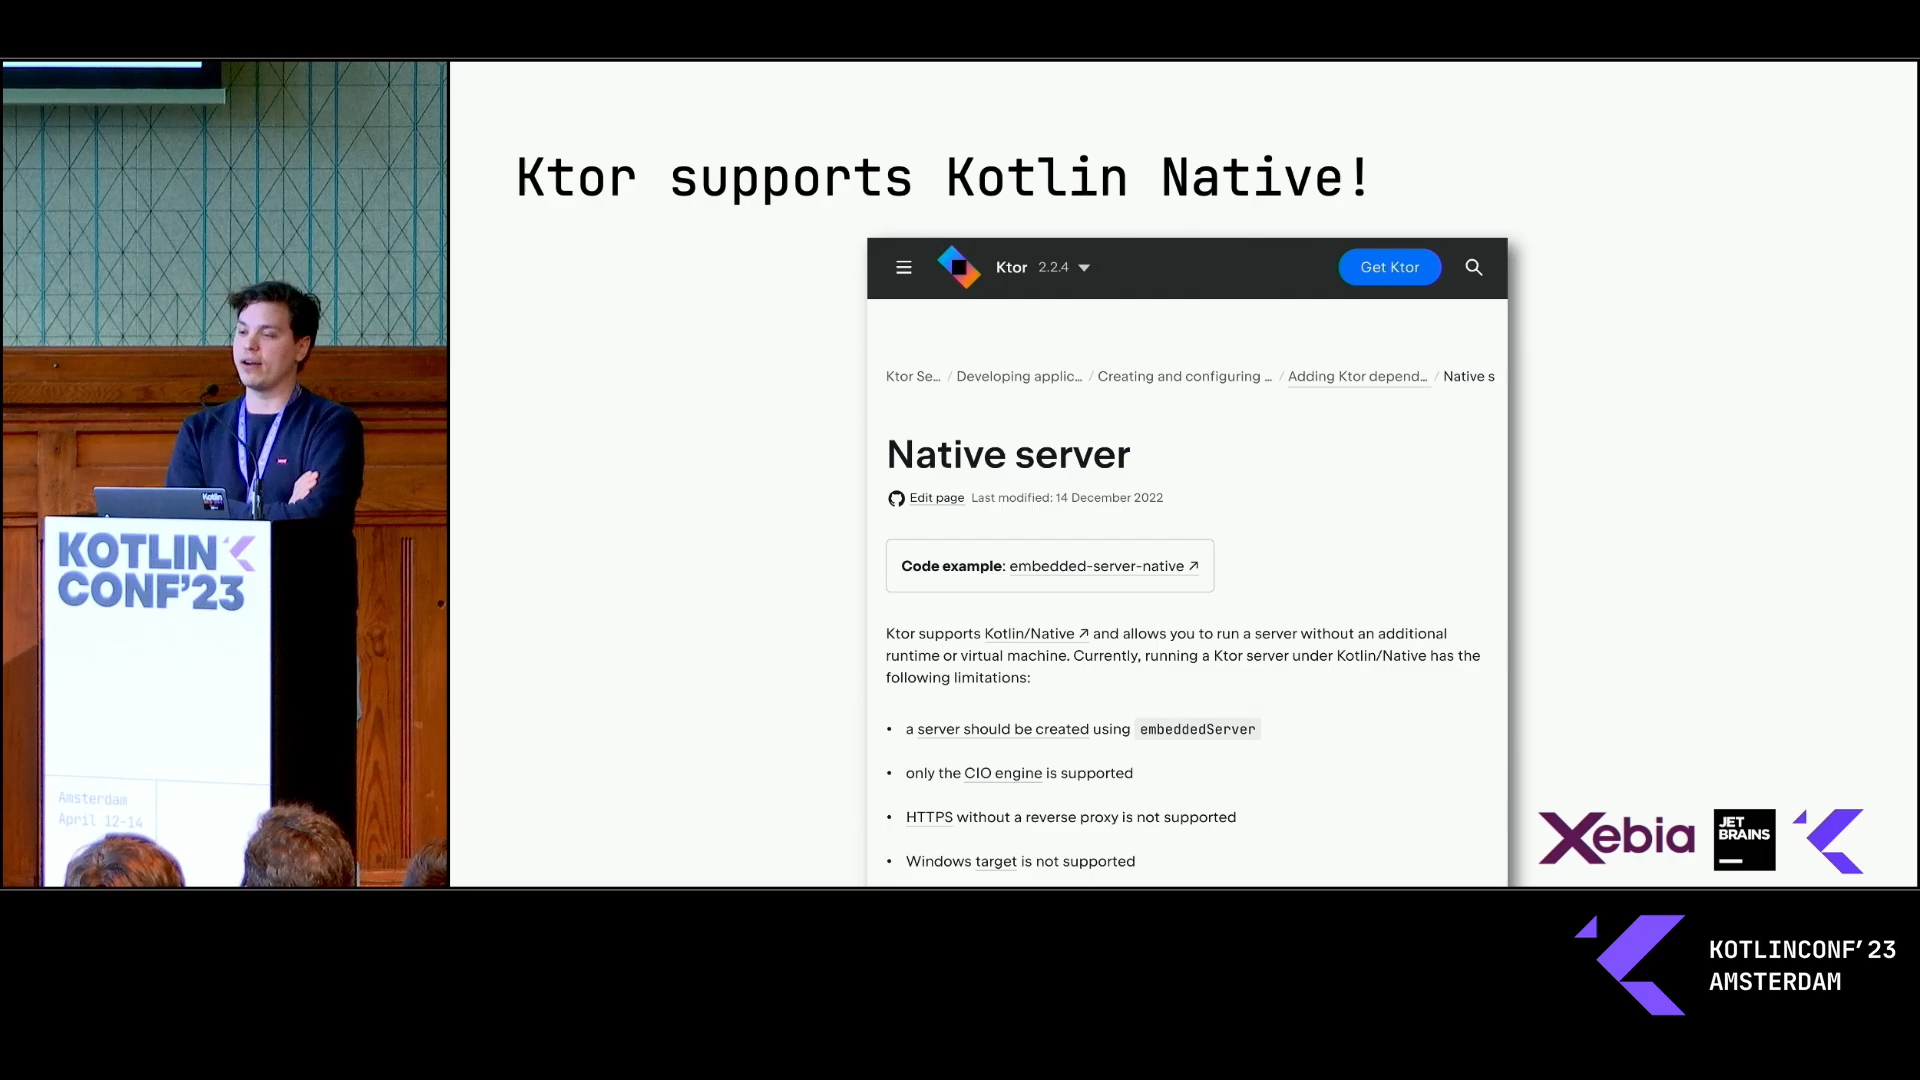 Ktor supports Kotlin Native!
Ktor 2.2.4
Get Ktor
Ktor Se… / Developing applic… / Creating and configuring … / Adding Ktor depend… / Native s
Native server
Edit page Last modified: 14 December 2022
Code example: embedded-server-native ↗
Ktor supports Kotlin/Native ↗ and allows you to run a server without an additional
runtime or virtual machine. Currently, running a Ktor server under Kotlin/Native has the
following limitations:
• a server should be created using embeddedServer
• only the CIO engine is supported
• HTTPS without a reverse proxy is not supported
• Windows target is not supported
Kotlin
KOTLIN
CONF'23
Amsterdam
April 12-14
Xebia
JET
BRAINS
KOTLINCONF'23
AMSTERDAM